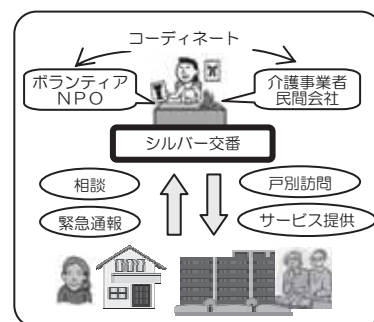 コーディネート
ボランティア
NPO
介護事業者
民間会社
シルバー交番
相談
戸別訪問
緊急通報
サービス提供